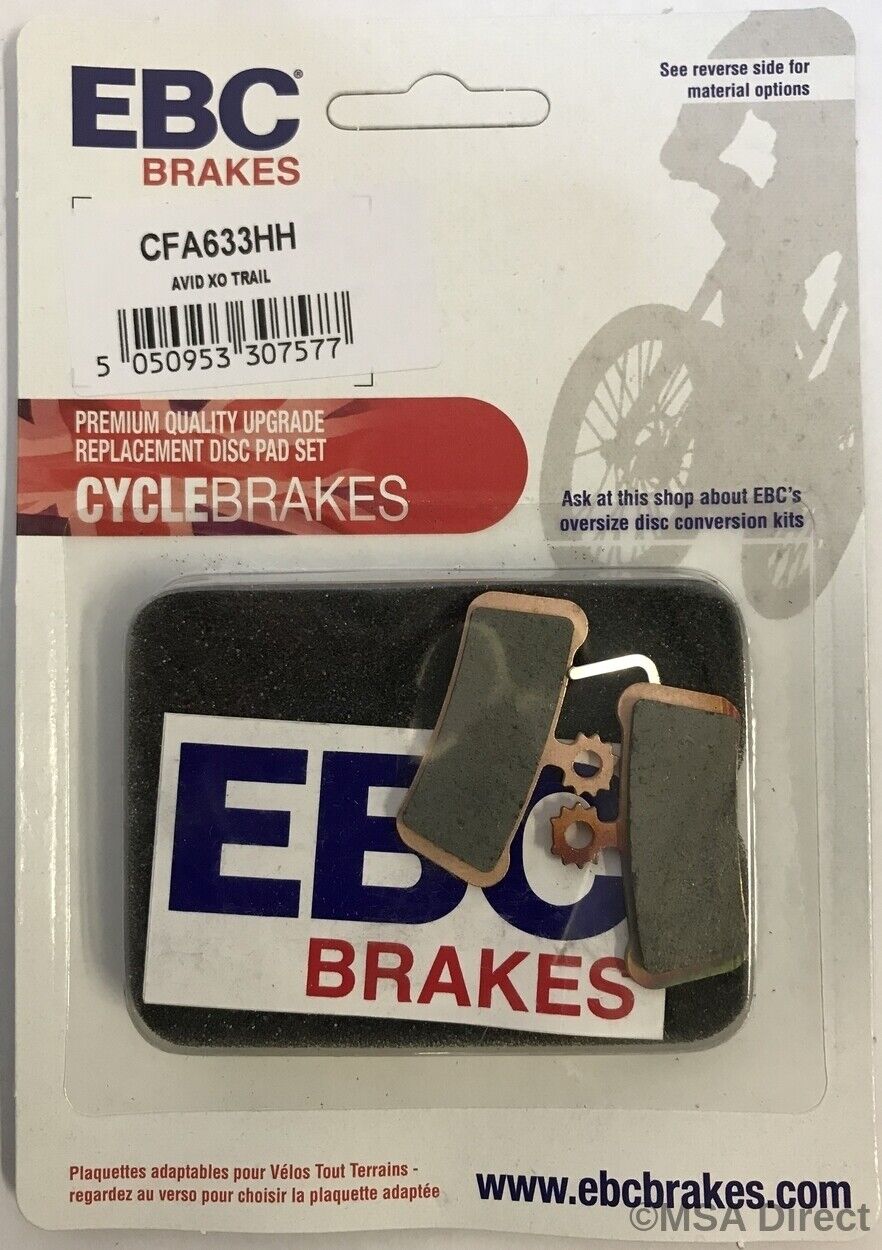 EBC®
BRAKES
See reverse side for
material options
CFA633HH
AVID XO TRAIL
5 050953 307577
PREMIUM QUALITY UPGRADE
REPLACEMENT DISC PAD SET
CYCLEBRAKES
Ask at this shop about EBC's
oversize disc conversion kits
EBC
BRAKES
Plaquettes adaptables pour Vélos Tout Terrains -
regardez au verso pour choisir la plaquette adaptée
www.ebcbrakes.com
©MSA Direct